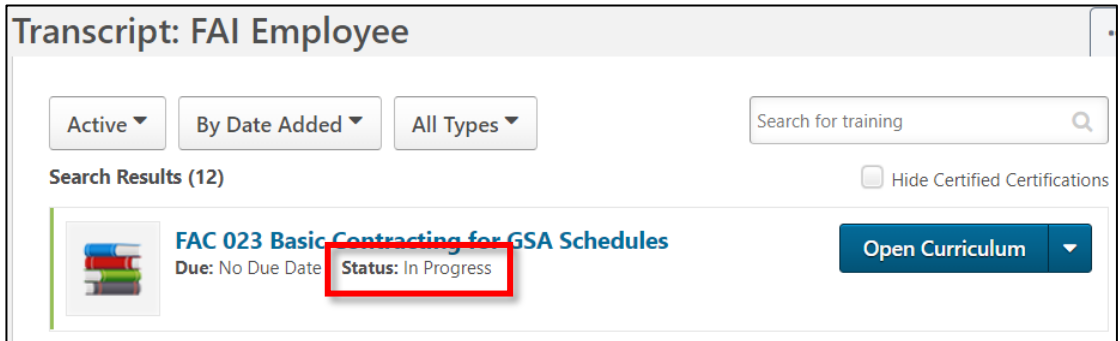 Transcript: FAI Employee
Active By Date Added All Types Search for training
Search Results (12) Hide Certified Certifications
FAC 023 Basic Contracting for GSA Schedules
Due: No Due Date Status: In Progress
Open Curriculum